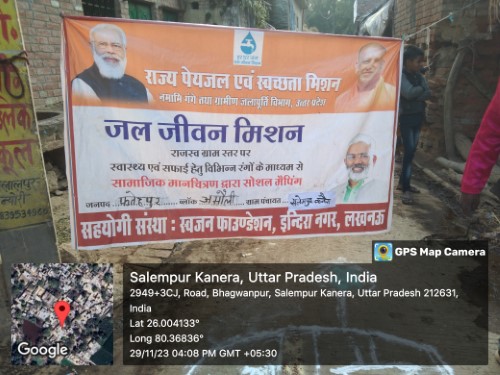 राज्य पेयजल एवं स्वच्छता मिशन
नमामि गंगे तथा ग्रामीण जलापूर्ति विभाग, उत्तर प्रदेश
जल जीवन मिशन
राजस्व ग्राम स्तर पर
स्वास्थ्य एवं सफाई हेतु विभिन्न रंगों के माध्यम से
सामाजिक मानचित्रण द्वारा सोशल मैपिंग
जनपद फतेहपुर ब्लॉक ग्राम पंचायत
सहयोगी संस्था : स्वजन फाउण्डेशन, इन्दिरा नगर, लखनऊ
GPS Map Camera
Salempur Kanera, Uttar Pradesh, India
2949+3CJ, Road, Bhagwanpur, Salempur Kanera, Uttar Pradesh 212631,
India
Lat 26.004133°
Long 80.36836°
29/11/23 04:08 PM GMT +05:30
Google